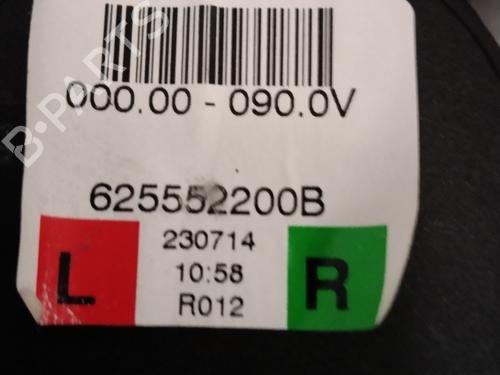 B-PARTS
000.00 - 090.0V
625552200B
230714
L
10:58
R
R012